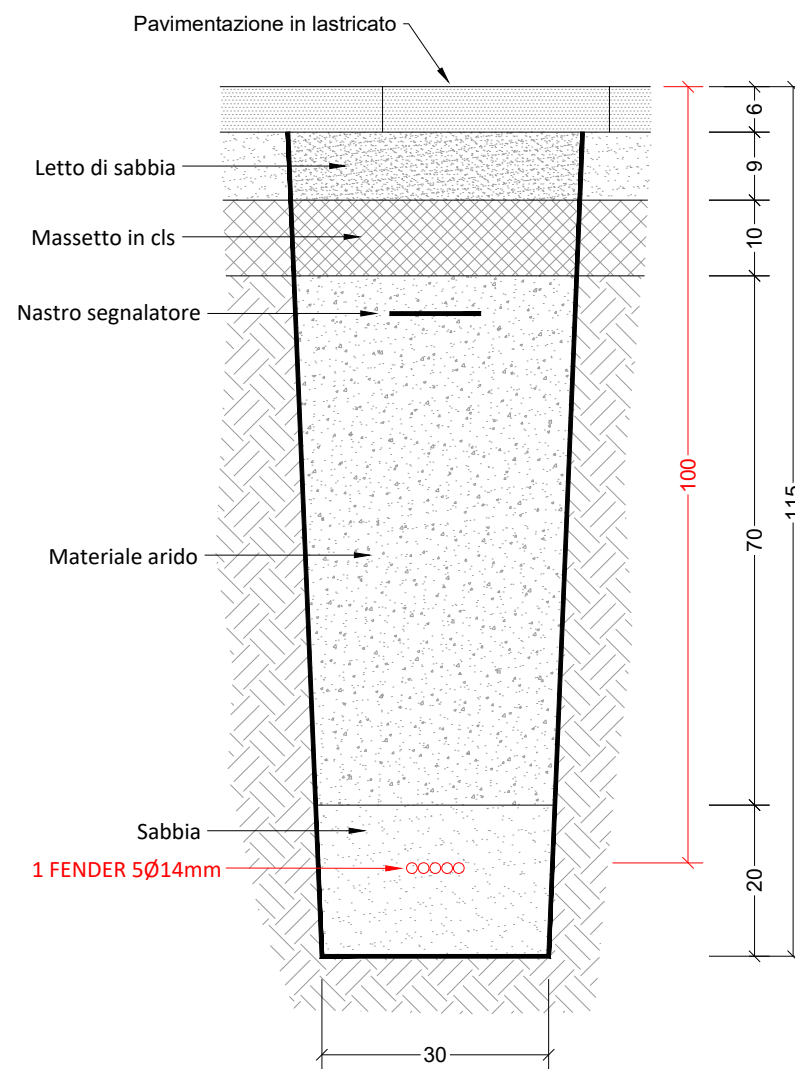 Pavimentazione in lastricato
6
Letto di sabbia
9
Massetto in cls
10
Nastro segnalatore
100
115
70
Materiale arido
Sabbia
1 FENDER 5Ø14mm
20
30